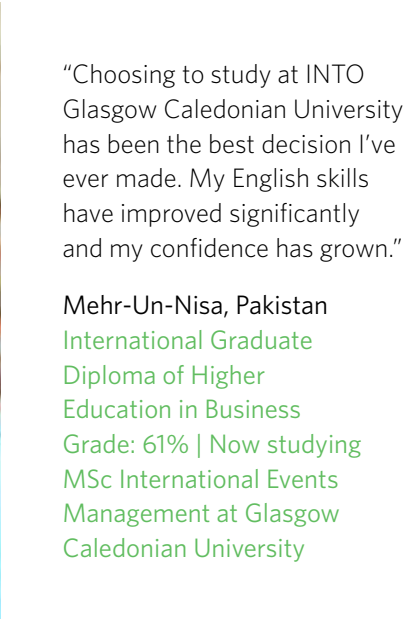 “Choosing to study at INTO
Glasgow Caledonian University
has been the best decision I’ve
ever made. My English skills
have improved significantly
and my confidence has grown.”
Mehr-Un-Nisa, Pakistan
International Graduate
Diploma of Higher
Education in Business
Grade: 61% | Now studying
MSc International Events
Management at Glasgow
Caledonian University